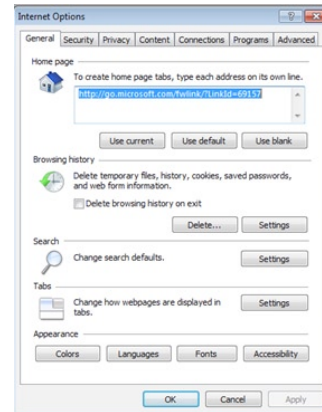 Internet Options
General Security Privacy Content Connections Programs Advanced
Home page
To create home page tabs, type each address on its own line.
http://go.microsoft.com/fwlink/?LinkId=69157
Use current Use default Use blank
Browsing history
Delete temporary files, history, cookies, saved passwords,
and web form information.
Delete browsing history on exit
Delete... Settings
Search
Change search defaults. Settings
Tabs
Change how webpages are displayed in
tabs. Settings
Appearance
Colors Languages Fonts Accessibility
OK Cancel Apply